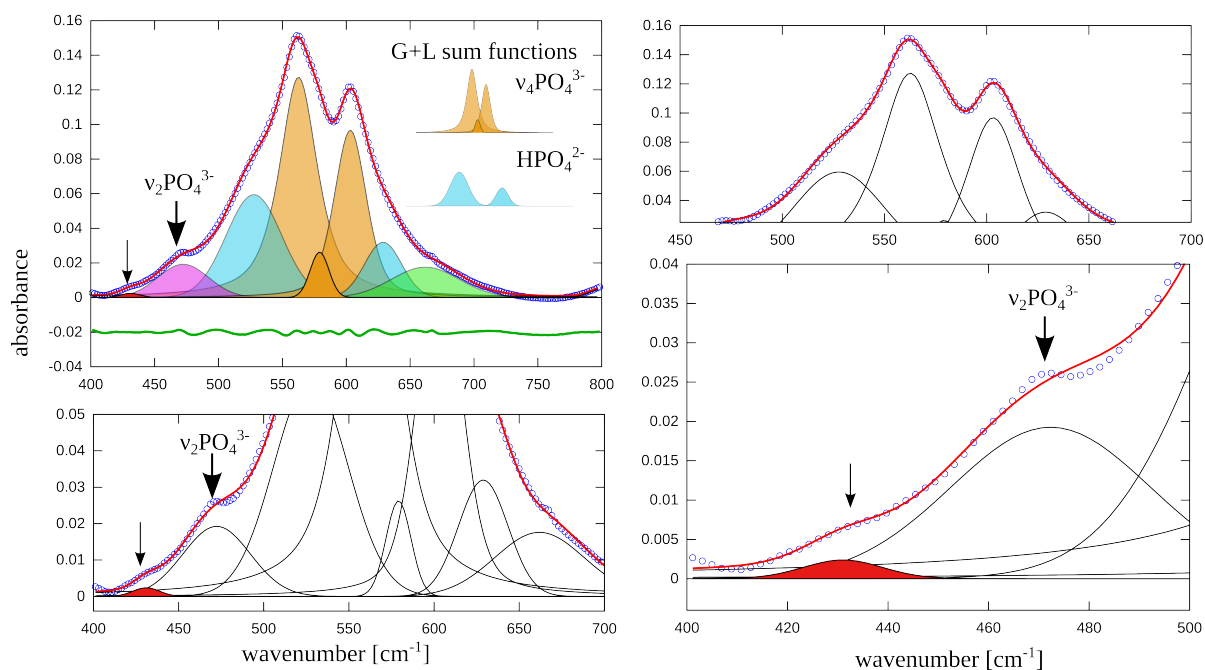 0.16
0.14
0.12
0.1
0.08
0.06
0.04
0.02
0
-0.02
-0.04
400 450 500 550 600 650 700 750 800
absorbance
G+L sum functions
ν₄PO₄³⁻
HPO₄²⁻
ν₂PO₄³⁻
0.16
0.14
0.12
0.1
0.08
0.06
0.04
450 500 550 600 650 700
0.05
0.04
0.03
0.02
0.01
0
400 450 500 550 600 650 700
ν₂PO₄³⁻
wavenumber [cm⁻¹]
0.04
0.035
0.03
0.025
0.02
0.015
0.01
0.005
0
400 420 440 460 480 500
ν₂PO₄³⁻
wavenumber [cm⁻¹]